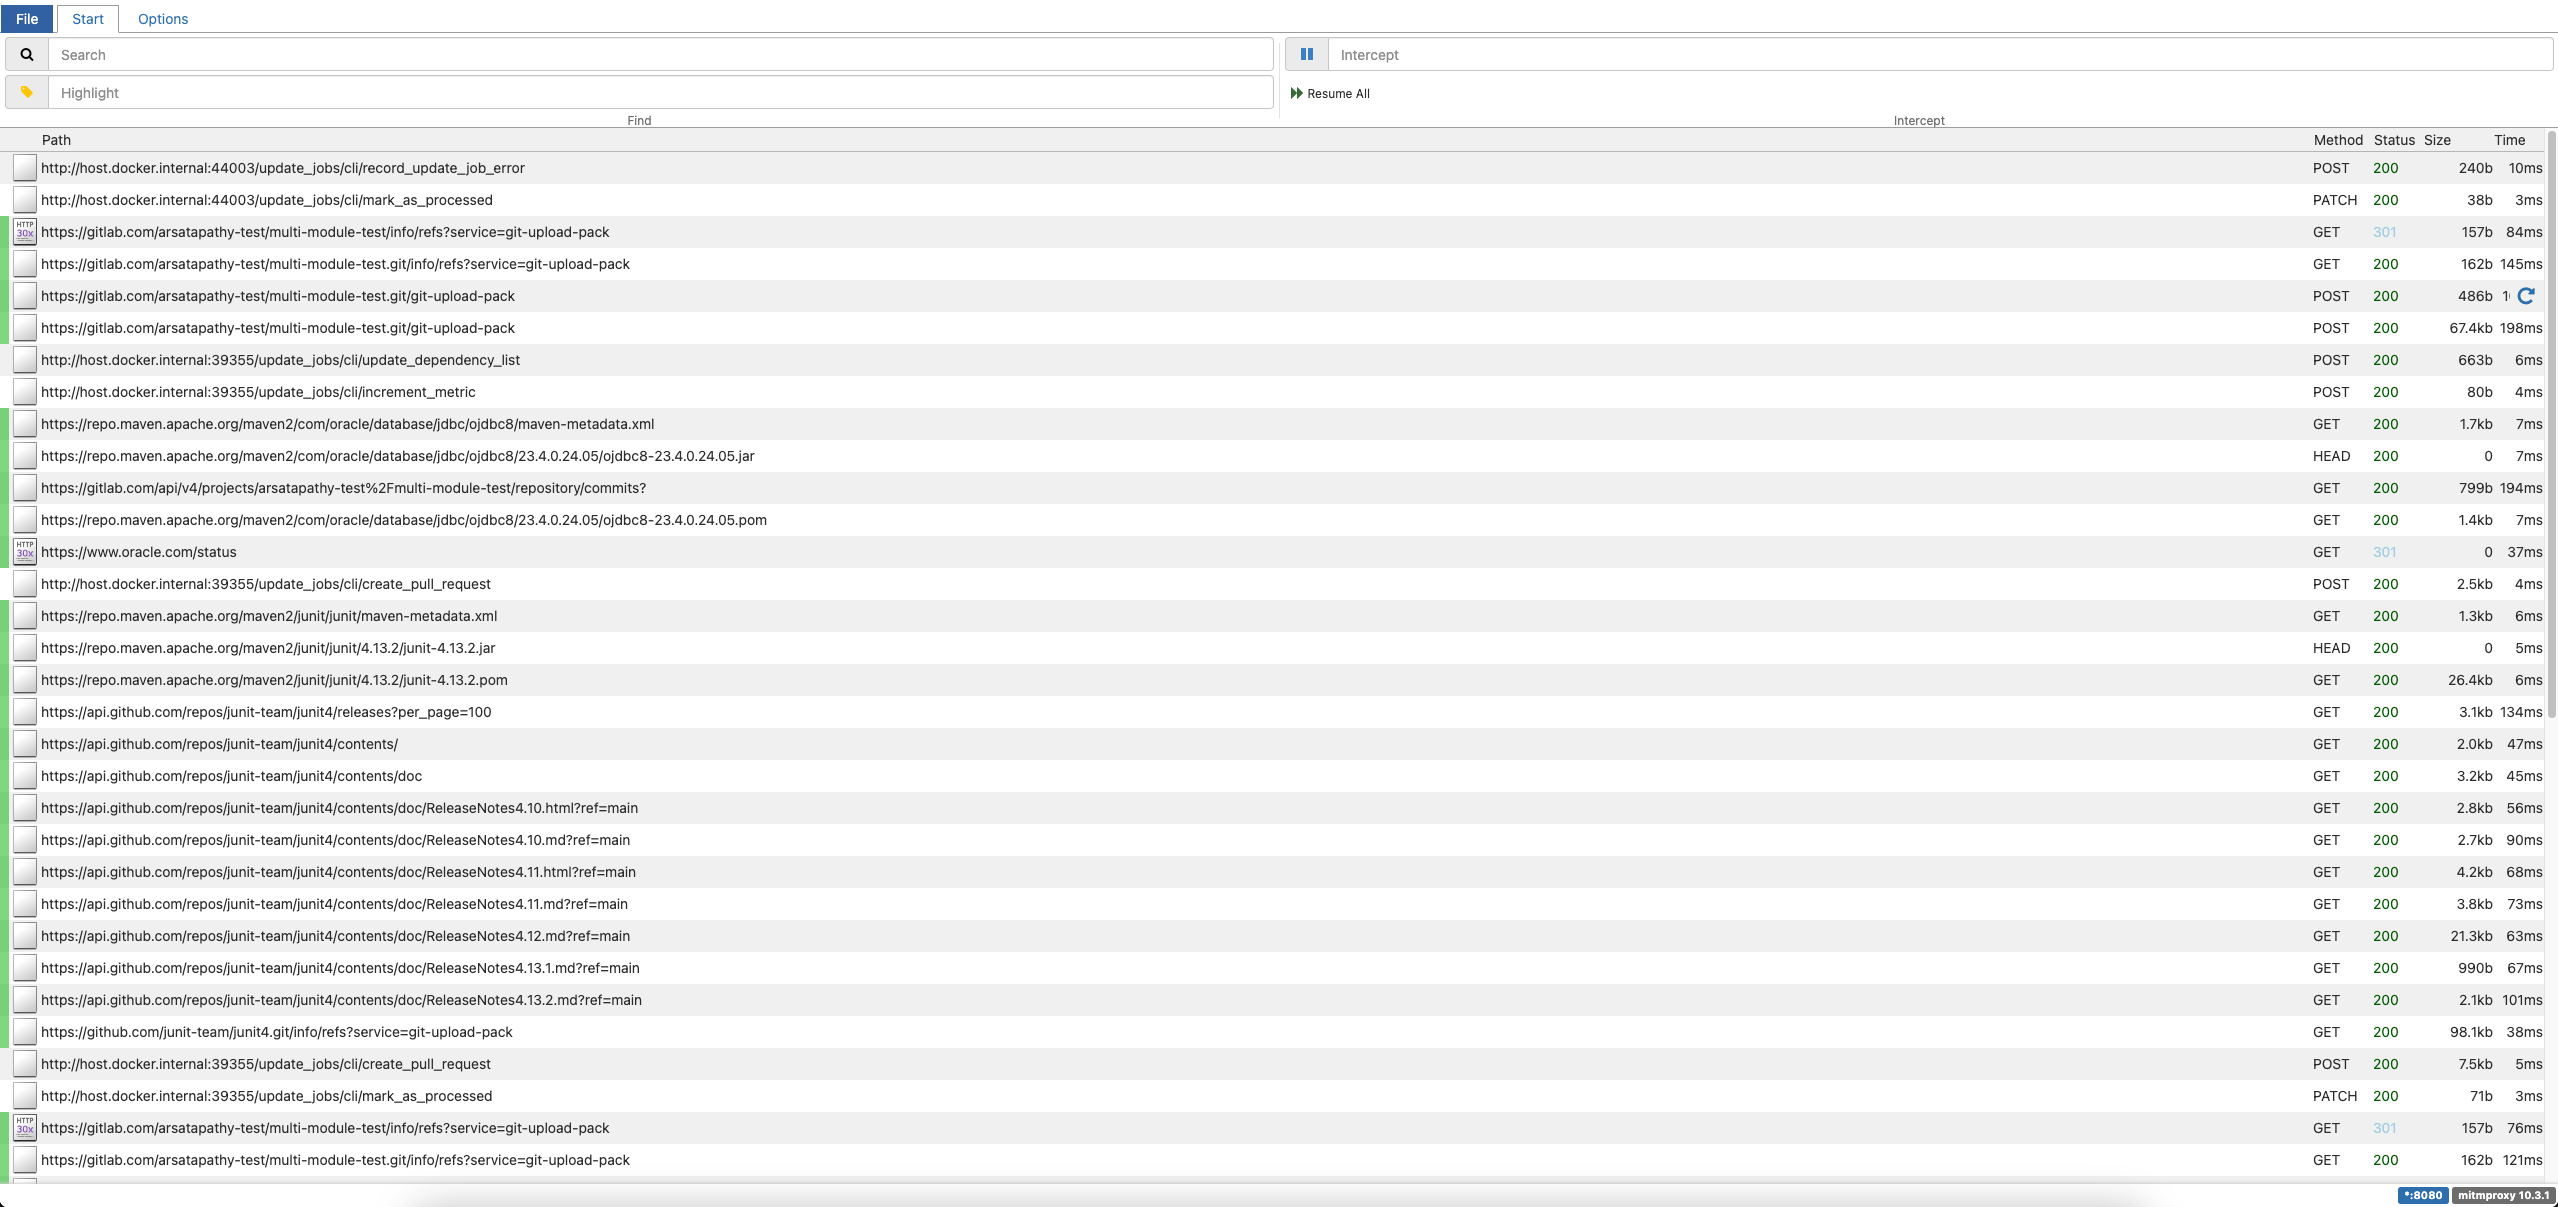 File Start Options
Search Intercept
Highlight Resume All
Find Intercept
Path Method Status Size Time
http://host.docker.internal:44003/update_jobs/cli/record_update_job_error POST 200 240b 10ms
http://host.docker.internal:44003/update_jobs/cli/mark_as_processed PATCH 200 38b 3ms
HTTP 30x https://gitlab.com/arsatapathy-test/multi-module-test/info/refs?service=git-upload-pack GET 301 157b 84ms
https://gitlab.com/arsatapathy-test/multi-module-test.git/info/refs?service=git-upload-pack GET 200 162b 145ms
https://gitlab.com/arsatapathy-test/multi-module-test.git/git-upload-pack POST 200 486b
https://gitlab.com/arsatapathy-test/multi-module-test.git/git-upload-pack POST 200 67.4kb 198ms
http://host.docker.internal:39355/update_jobs/cli/update_dependency_list POST 200 663b 6ms
http://host.docker.internal:39355/update_jobs/cli/increment_metric POST 200 80b 4ms
https://repo.maven.apache.org/maven2/com/oracle/database/jdbc/ojdbc8/maven-metadata.xml GET 200 1.7kb 7ms
https://repo.maven.apache.org/maven2/com/oracle/database/jdbc/ojdbc8/23.4.0.24.05/ojdbc8-23.4.0.24.05.jar HEAD 200 0 7ms
https://gitlab.com/api/v4/projects/arsatapathy-test%2Fmulti-module-test/repository/commits? GET 200 799b 194ms
https://repo.maven.apache.org/maven2/com/oracle/database/jdbc/ojdbc8/23.4.0.24.05/ojdbc8-23.4.0.24.05.pom GET 200 1.4kb 7ms
HTTP 30x https://www.oracle.com/status GET 301 0 37ms
http://host.docker.internal:39355/update_jobs/cli/create_pull_request POST 200 2.5kb 4ms
https://repo.maven.apache.org/maven2/junit/junit/maven-metadata.xml GET 200 1.3kb 6ms
https://repo.maven.apache.org/maven2/junit/junit/4.13.2/junit-4.13.2.jar HEAD 200 0 5ms
https://repo.maven.apache.org/maven2/junit/junit/4.13.2/junit-4.13.2.pom GET 200 26.4kb 6ms
https://api.github.com/repos/junit-team/junit4/releases?per_page=100 GET 200 3.1kb 134ms
https://api.github.com/repos/junit-team/junit4/contents/ GET 200 2.0kb 47ms
https://api.github.com/repos/junit-team/junit4/contents/doc GET 200 3.2kb 45ms
https://api.github.com/repos/junit-team/junit4/contents/doc/ReleaseNotes4.10.html?ref=main GET 200 2.8kb 56ms
https://api.github.com/repos/junit-team/junit4/contents/doc/ReleaseNotes4.10.md?ref=main GET 200 2.7kb 90ms
https://api.github.com/repos/junit-team/junit4/contents/doc/ReleaseNotes4.11.html?ref=main GET 200 4.2kb 68ms
https://api.github.com/repos/junit-team/junit4/contents/doc/ReleaseNotes4.11.md?ref=main GET 200 3.8kb 73ms
https://api.github.com/repos/junit-team/junit4/contents/doc/ReleaseNotes4.12.md?ref=main GET 200 21.3kb 63ms
https://api.github.com/repos/junit-team/junit4/contents/doc/ReleaseNotes4.13.1.md?ref=main GET 200 990b 67ms
https://api.github.com/repos/junit-team/junit4/contents/doc/ReleaseNotes4.13.2.md?ref=main GET 200 2.1kb 101ms
https://github.com/junit-team/junit4.git/info/refs?service=git-upload-pack GET 200 98.1kb 38ms
http://host.docker.internal:39355/update_jobs/cli/create_pull_request POST 200 7.5kb 5ms
http://host.docker.internal:39355/update_jobs/cli/mark_as_processed PATCH 200 71b 3ms
HTTP 30x https://gitlab.com/arsatapathy-test/multi-module-test/info/refs?service=git-upload-pack GET 301 157b 76ms
https://gitlab.com/arsatapathy-test/multi-module-test.git/info/refs?service=git-upload-pack GET 200 162b 121ms
*:8080 mitmproxy 10.3.1